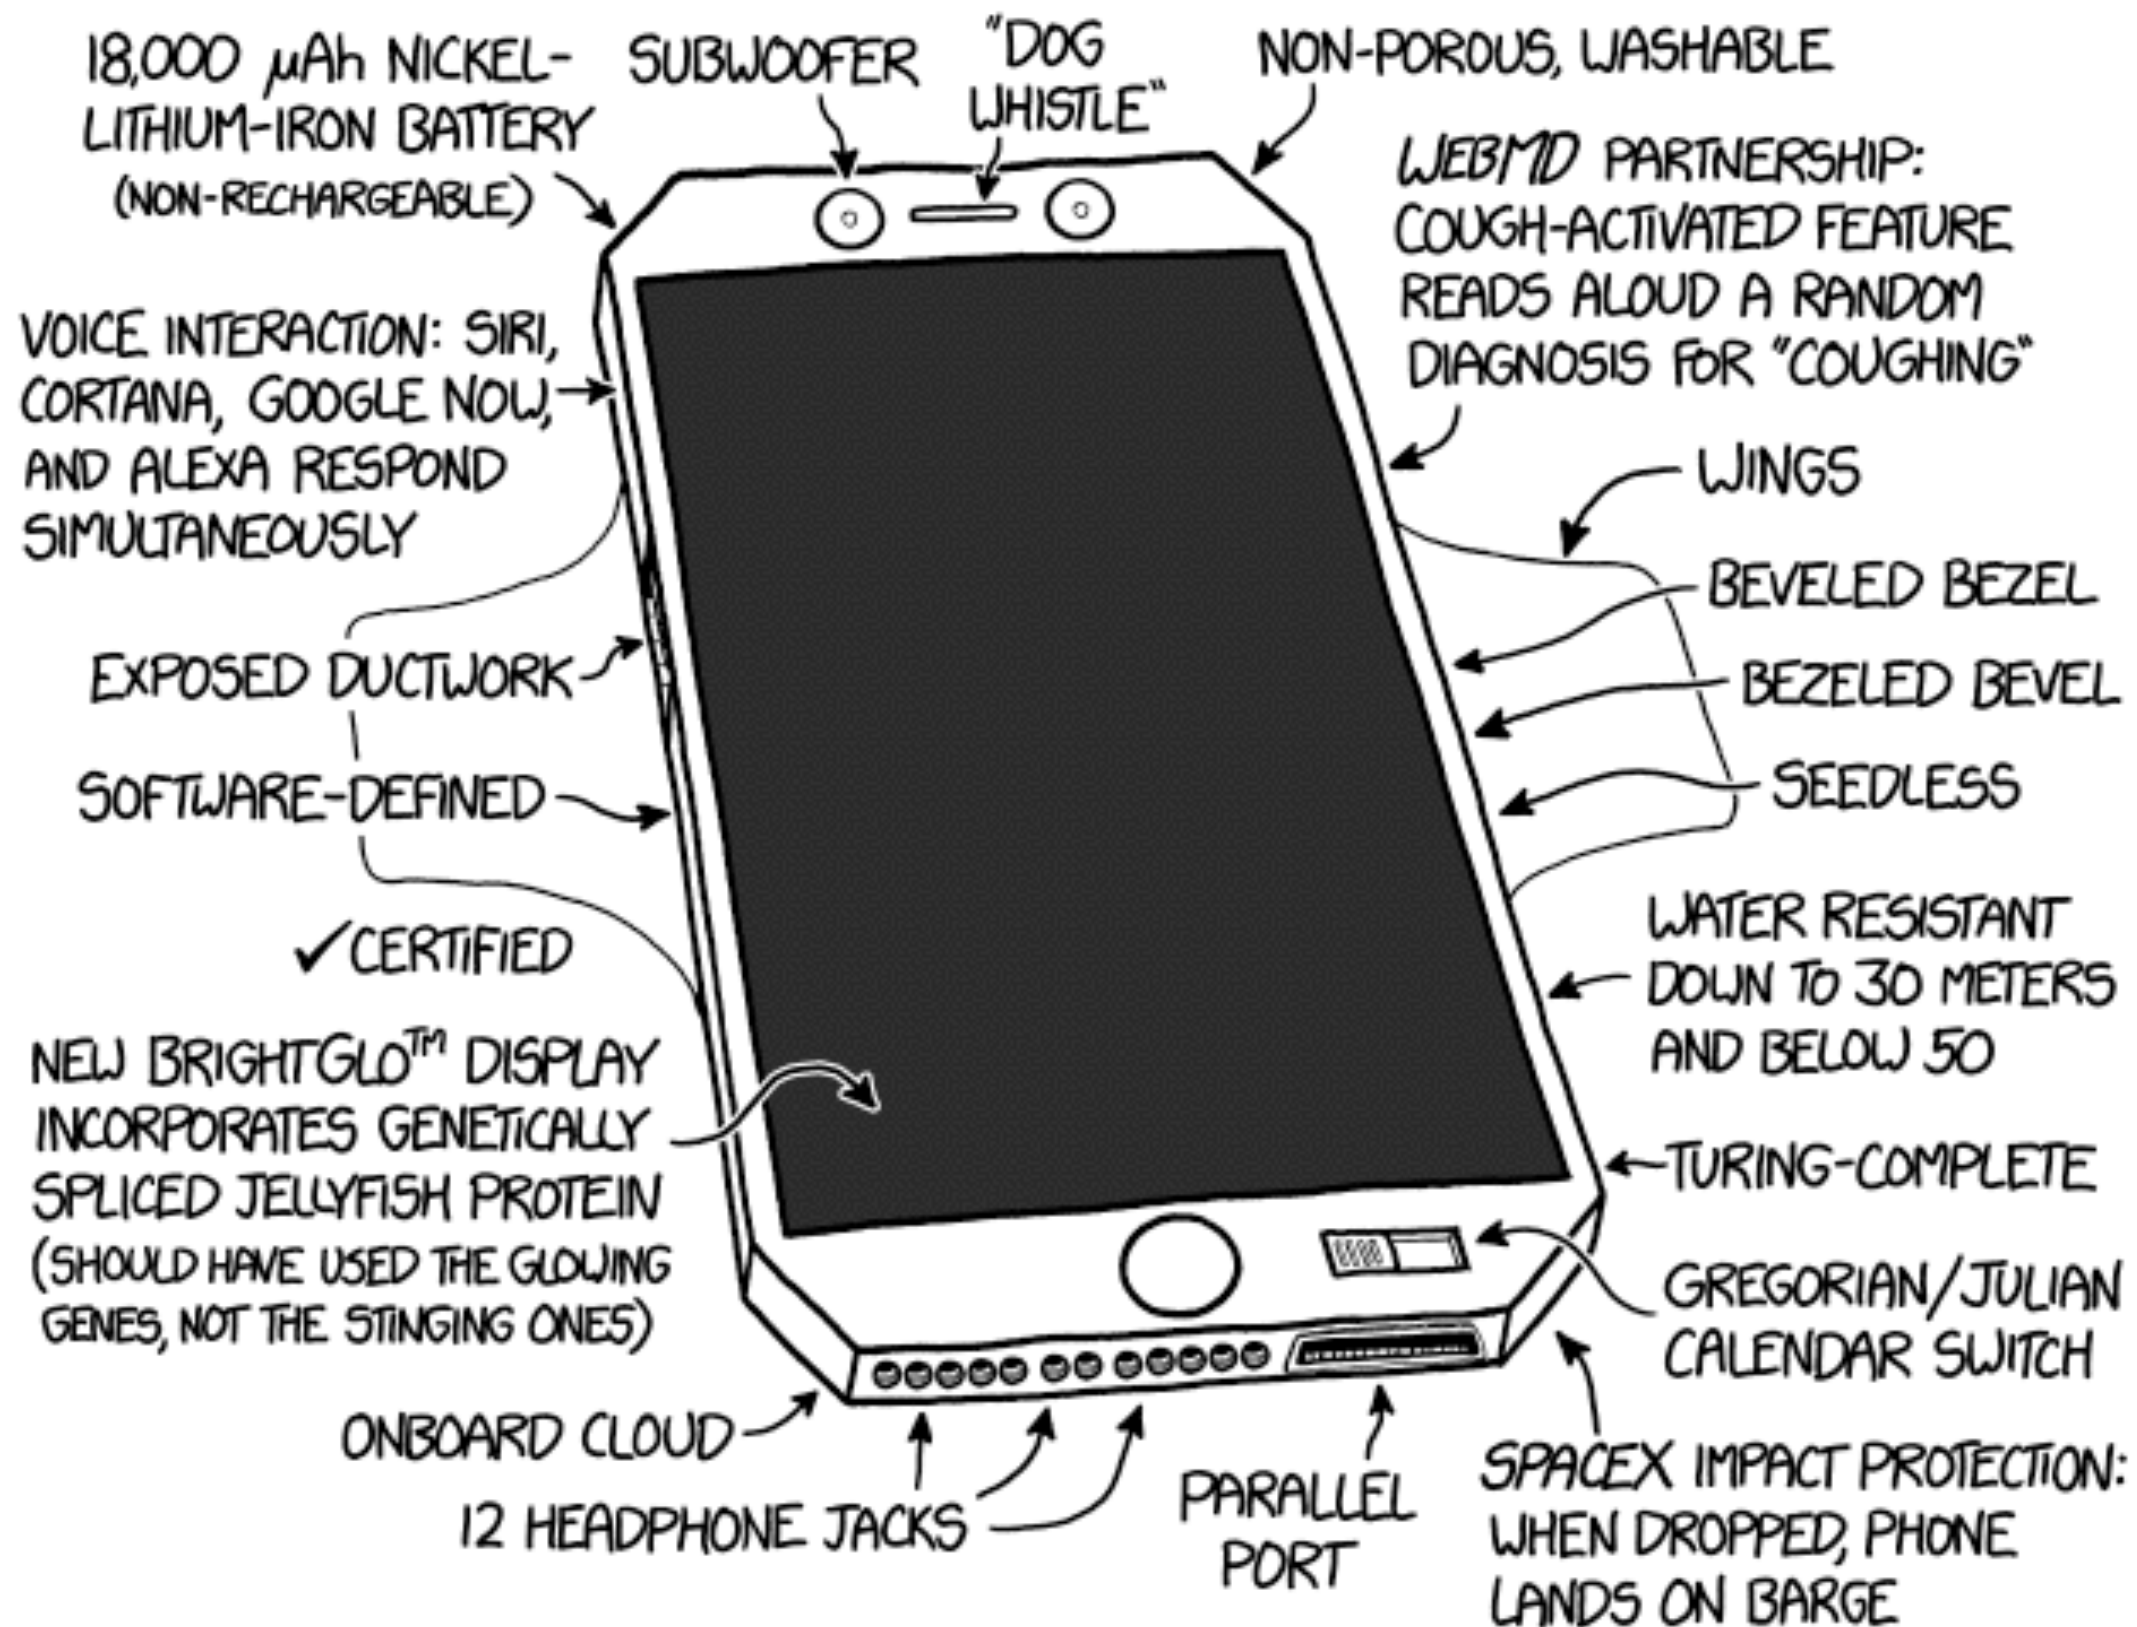 18,000 µAh NICKEL-
LITHIUM-IRON BATTERY
(NON-RECHARGEABLE)
SUBWOOFER
"DOG
WHISTLE"
NON-POROUS, WASHABLE
WEBMD PARTNERSHIP:
COUGH-ACTIVATED FEATURE
READS ALOUD A RANDOM
DIAGNOSIS FOR "COUGHING"
VOICE INTERACTION: SIRI,
CORTANA, GOOGLE NOW,
AND ALEXA RESPOND
SIMULTANEOUSLY
WINGS
BEVELED BEZEL
EXPOSED DUCTWORK
BEZELED BEVEL
SOFTWARE-DEFINED
SEEDLESS
✓CERTIFIED
WATER RESISTANT
DOWN TO 30 METERS
AND BELOW 50
NEW BRIGHTGLO™ DISPLAY
INCORPORATES GENETICALLY
SPLICED JELLYFISH PROTEIN
(SHOULD HAVE USED THE GLOWING
GENES, NOT THE STINGING ONES)
TURING-COMPLETE
GREGORIAN/JULIAN
CALENDAR SWITCH
ONBOARD CLOUD
12 HEADPHONE JACKS
PARALLEL
PORT
SPACEX IMPACT PROTECTION:
WHEN DROPPED, PHONE
LANDS ON BARGE